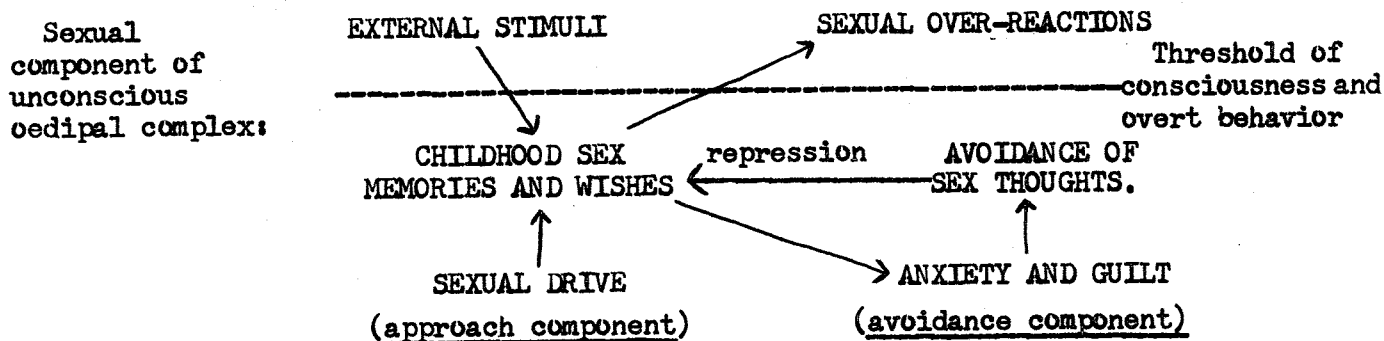 Sexual
component of
unconscious
oedipal complex:
EXTERNAL STIMULI
SEXUAL OVER-REACTIONS
Threshold of
consciousness and
overt behavior
CHILDHOOD SEX
MEMORIES AND WISHES
repression
AVOIDANCE OF
SEX THOUGHTS.
SEXUAL DRIVE
(approach component)
ANXIETY AND GUILT
(avoidance component)